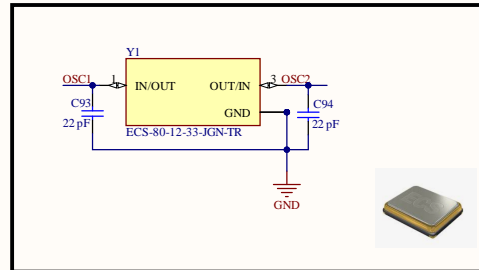 Y1
OSC1 1 IN/OUT OUT/IN 3 OSC2
C93 GND C94
22 pF 22 pF
ECS-80-12-33-JGN-TR
GND